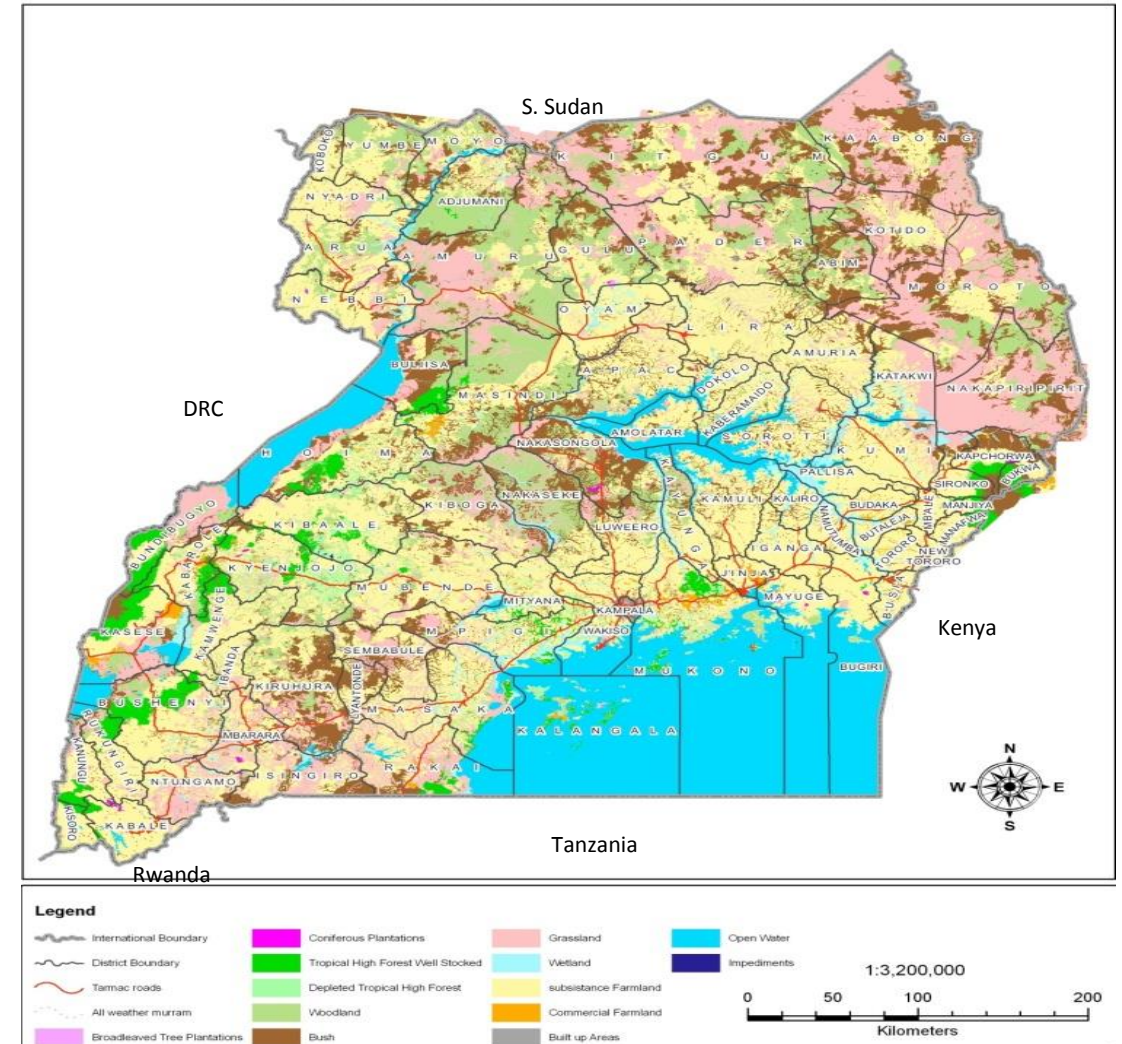 S. Sudan
KAABONG
YUMBE
MOYO
KOBOKO
KITGUM
NYADRI
ADJUMANI
KOTIDO
ARUA
AMURU
GULU
PADER
ABIM
MOROTO
NEBBI
OYAM
LIRA
AMURIA
BULIISA
APAC
KATAKWI
DOKOLO
NAKAPIRIPIRIT
MASINDI
KABERAMAIDO
DRC
AMOLATAR
SOROTI
NAKASONGOLA
HOIMA
KUMI
KAPCHORWA
PALLISA
BUKWA
SIRONKO
KIBOGA
NAKASEKE
KAYUNGA
KAMULI
KALIRO
BUDAKA
MBALE
MANJIYA
BUNDIBUGYO
KIBAALE
LUWEERO
NAMUTUMBA
BUTALEJA
MANAFWA
KABAROLE
KYENJOJO
IGANGA
TORORO
NEW
TORORO
MUBENDE
JINJA
MITYANA
KAMPALA
MAYUGE
BUSIA
KASESE
KAMWENGE
MPIGI
WAKISO
Kenya
IBANDA
SEMBABULE
MUKONO
BUGIRI
KIRUHURA
LYANTONDE
BUSHENYI
MASAKA
RUKUNGIRI
MBARARA
KALANGALA
KANUNGU
NTUNGAMO
ISINGIRO
RAKAI
KISORO
KABALE
N
W
E
S
Tanzania
Rwanda
Legend
International Boundary
District Boundary
Tarmac roads
All weather murram
Broadleaved Tree Plantations
Coniferous Plantations
Tropical High Forest Well Stocked
Depleted Tropical High Forest
Woodland
Bush
Grassland
Wetland
subsistance Farmland
Commercial Farmland
Built up Areas
Open Water
Impediments
1:3,200,000
0 50 100 200
Kilometers